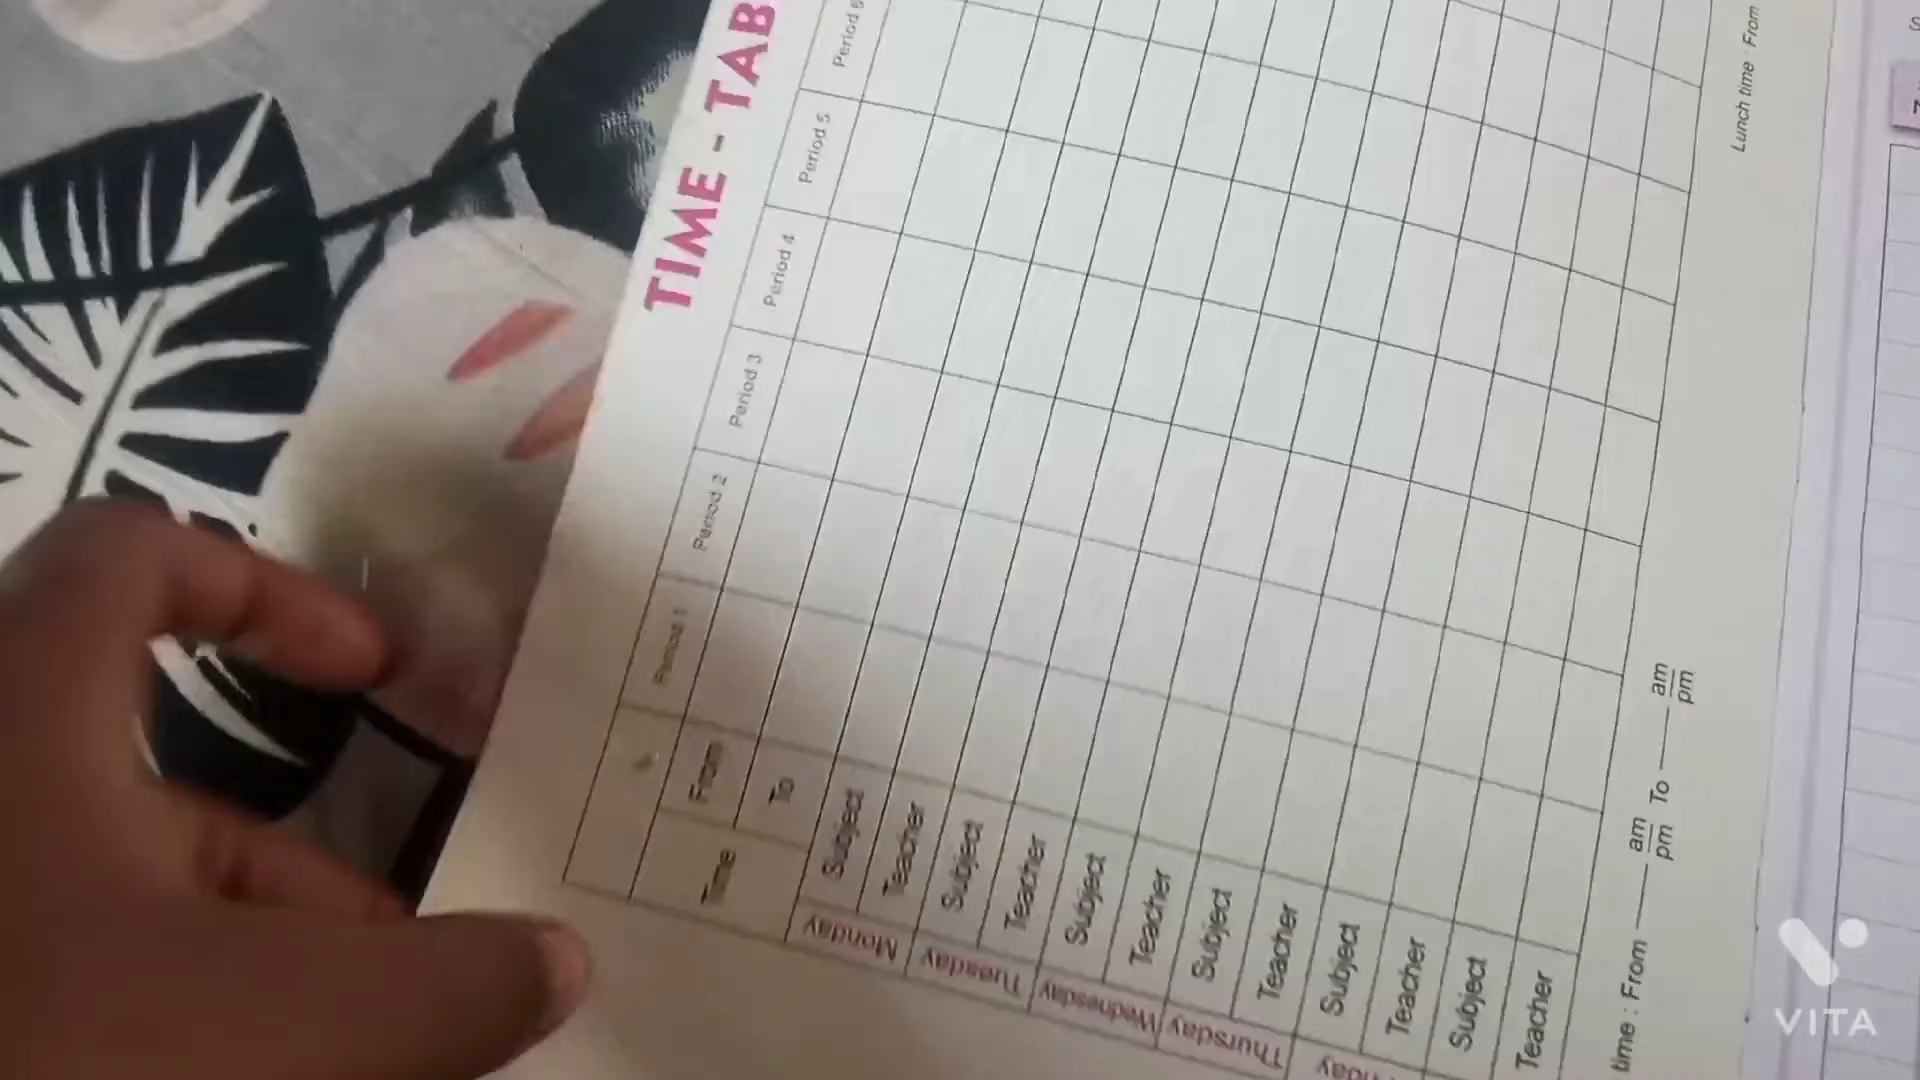 TIME - TAB
Period 1 Period 2 Period 3 Period 4 Period 5 Period 6
Time From
To
Monday Subject
Teacher
Tuesday Subject
Teacher
Wednesday Subject
Teacher
Thursday Subject
Teacher
Subject
Teacher
Subject
Teacher
time : From am pm To am pm
Lunch time : From
VITA